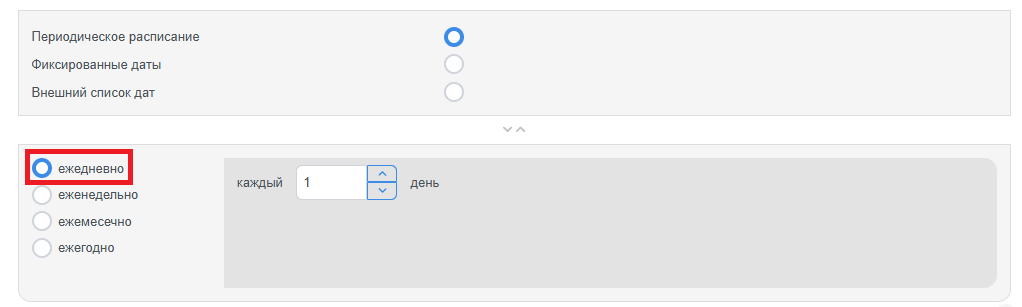 Периодическое расписание
Фиксированные даты
Внешний список дат
ежедневно
каждый 1 день
еженедельно
ежемесечно
ежегодно